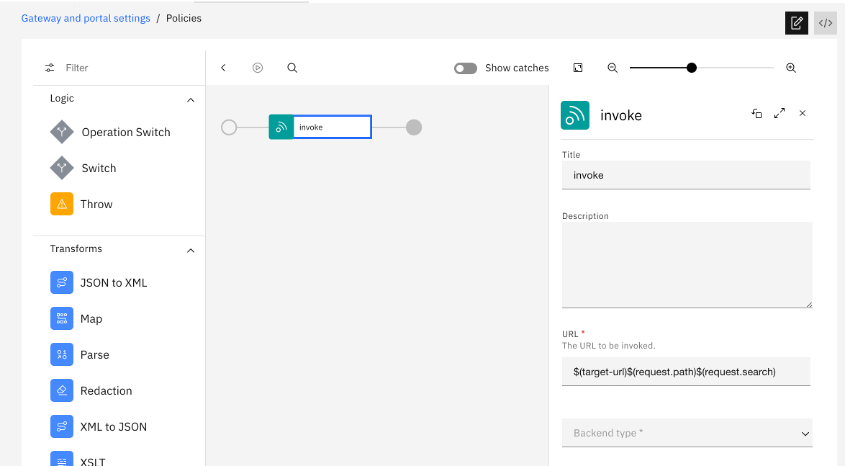 Gateway and portal settings / Policies
</>
Filter
Show catches
Logic
Operation Switch
Switch
Throw
Transforms
JSON to XML
Map
Parse
Redaction
XML to JSON
XSLT
invoke
invoke
Title
invoke
Description
URL *
The URL to be invoked.
$(target-url)$(request.path)$(request.search)
Backend type *